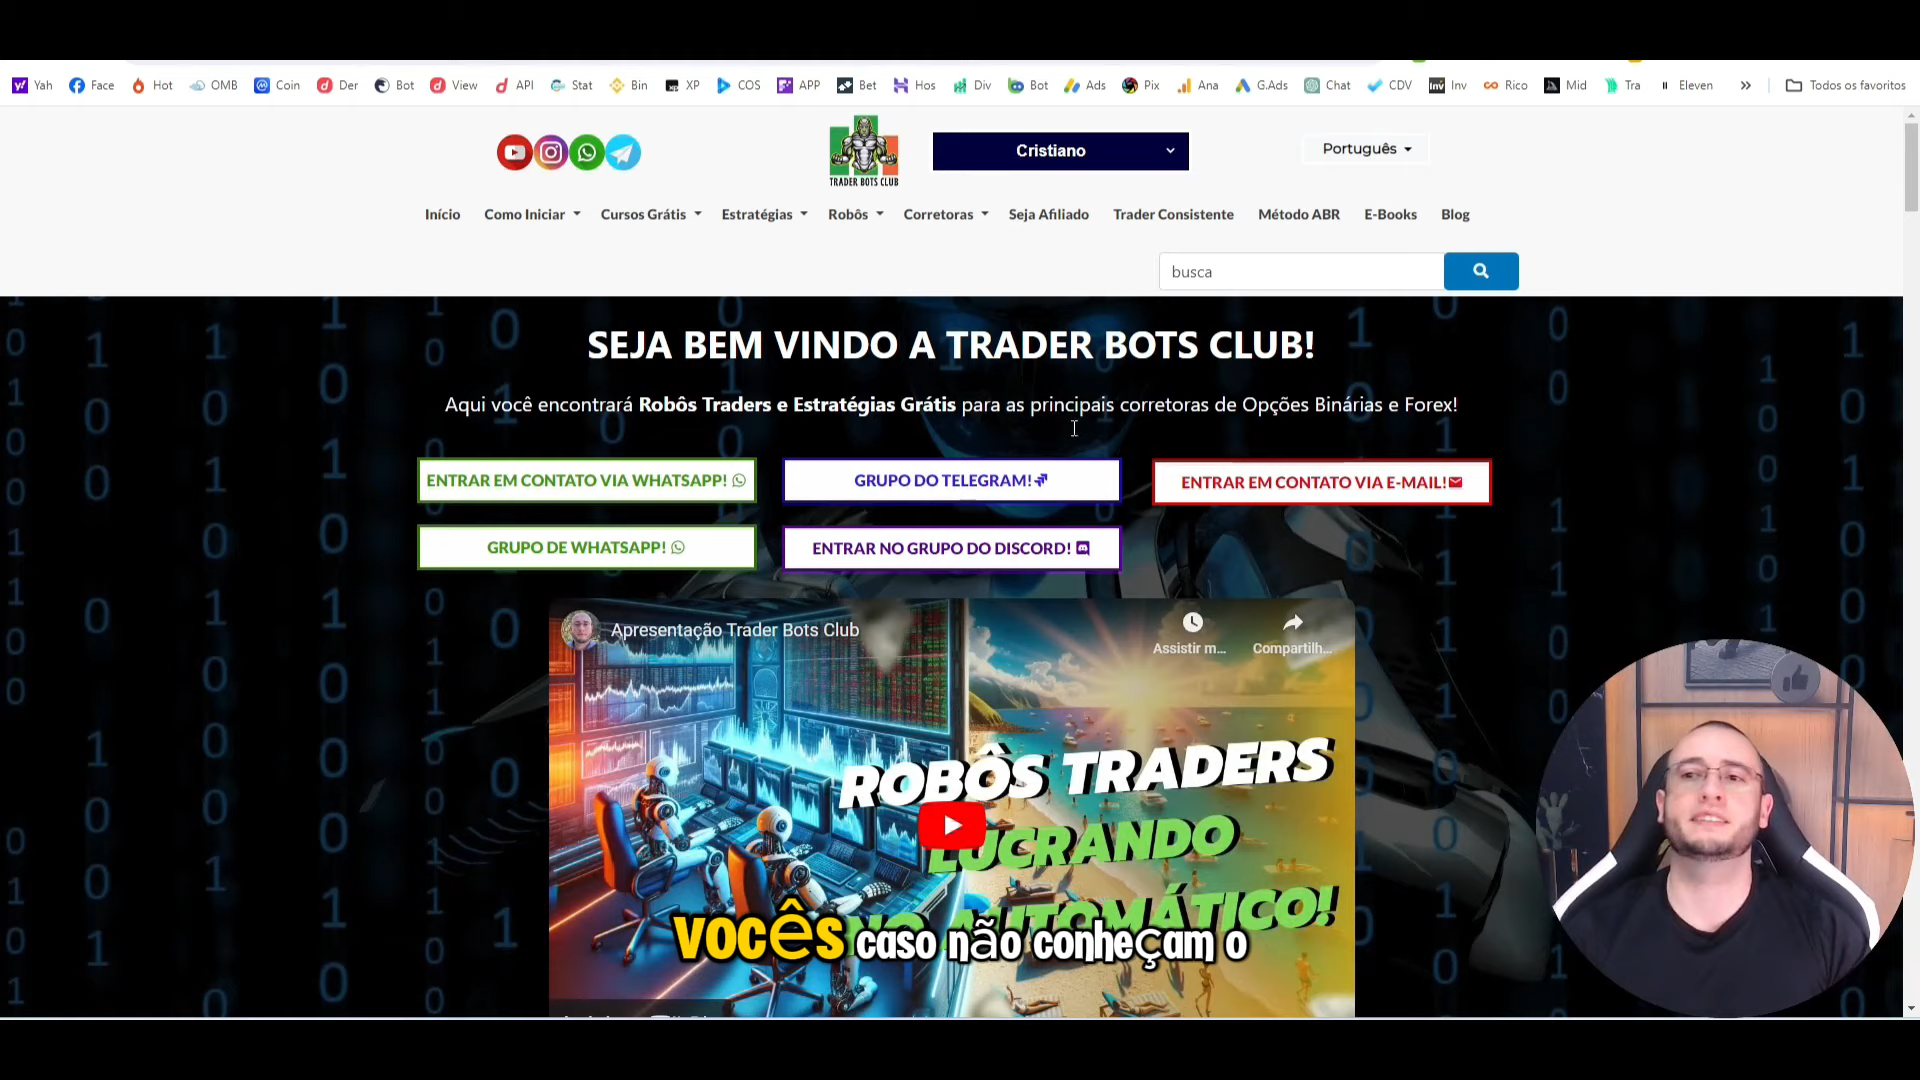 Yah Face Hot OMB Coin Der Bot View API Stat Bin XP COS APP Bet Hos Div Bot Ads Pix Ana G.Ads Chat CDV Inv Rico Mid Tra Eleven » Todos os favoritos
TRADER BOTS CLUB
Cristiano
Português
Início Como Iniciar Cursos Grátis Estratégias Robôs Corretoras Seja Afiliado Trader Consistente Método ABR E-Books Blog
busca
SEJA BEM VINDO A TRADER BOTS CLUB!
Aqui você encontrará Robôs Traders e Estratégias Grátis para as principais corretoras de Opções Binárias e Forex!
ENTRAR EM CONTATO VIA WHATSAPP!
GRUPO DO TELEGRAM!
ENTRAR EM CONTATO VIA E-MAIL!
GRUPO DE WHATSAPP!
ENTRAR NO GRUPO DO DISCORD!
Apresentação Trader Bots Club
Assistir m...
Compartilh...
ROBÔS TRADERS
LUCRANDO
NO AUTOMÁTICO!
VOCÊS caso não conheçam o